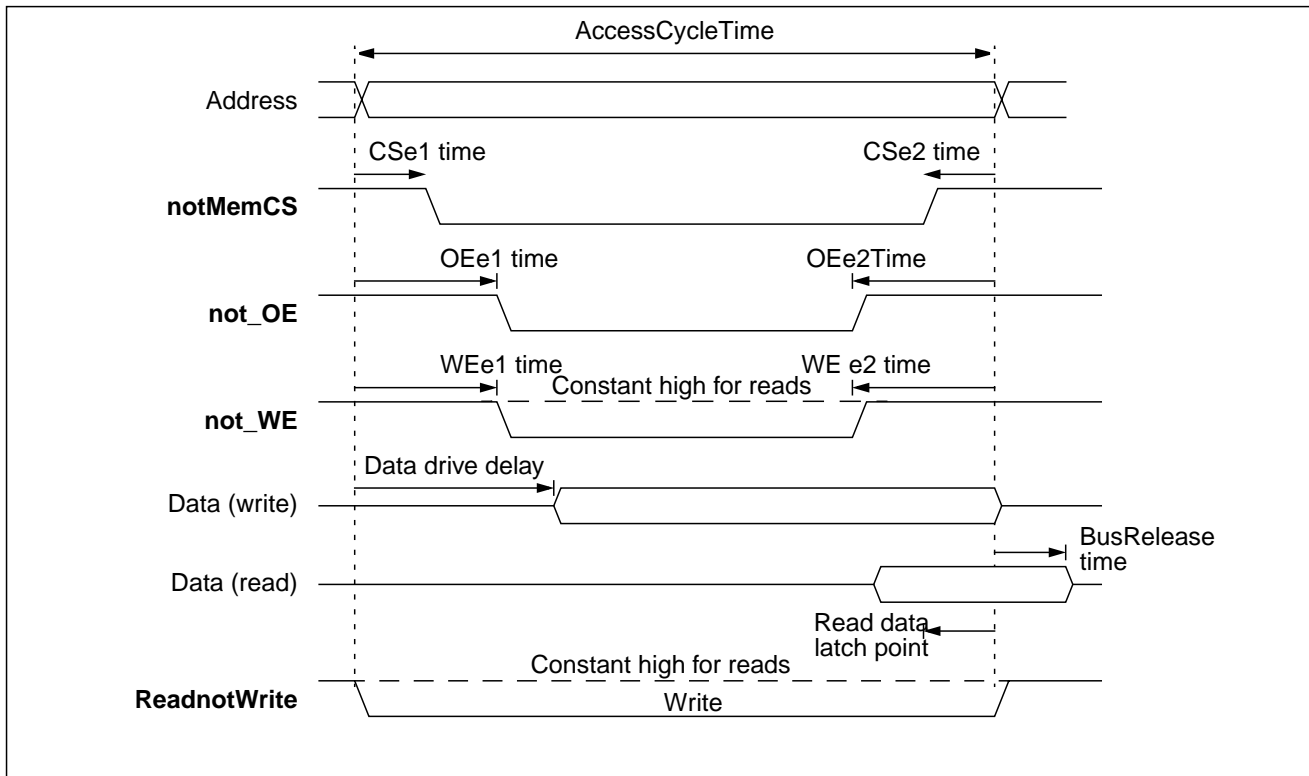 AccessCycleTime
Address
CSe1 time
CSe2 time
notMemCS
OEe1 time
OEe2Time
not_OE
WEe1 time
WE e2 time
Constant high for reads
not_WE
Data drive delay
Data (write)
BusRelease
time
Data (read)
Read data
latch point
Constant high for reads
ReadnotWrite
Write